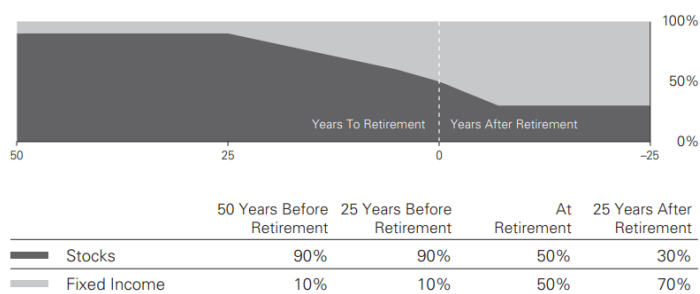 100%
50%
Years To Retirement Years After Retirement
0%
50 25 0 –25
50 Years Before 25 Years Before At 25 Years After
Retirement Retirement Retirement Retirement
Stocks 90% 90% 50% 30%
Fixed Income 10% 10% 50% 70%